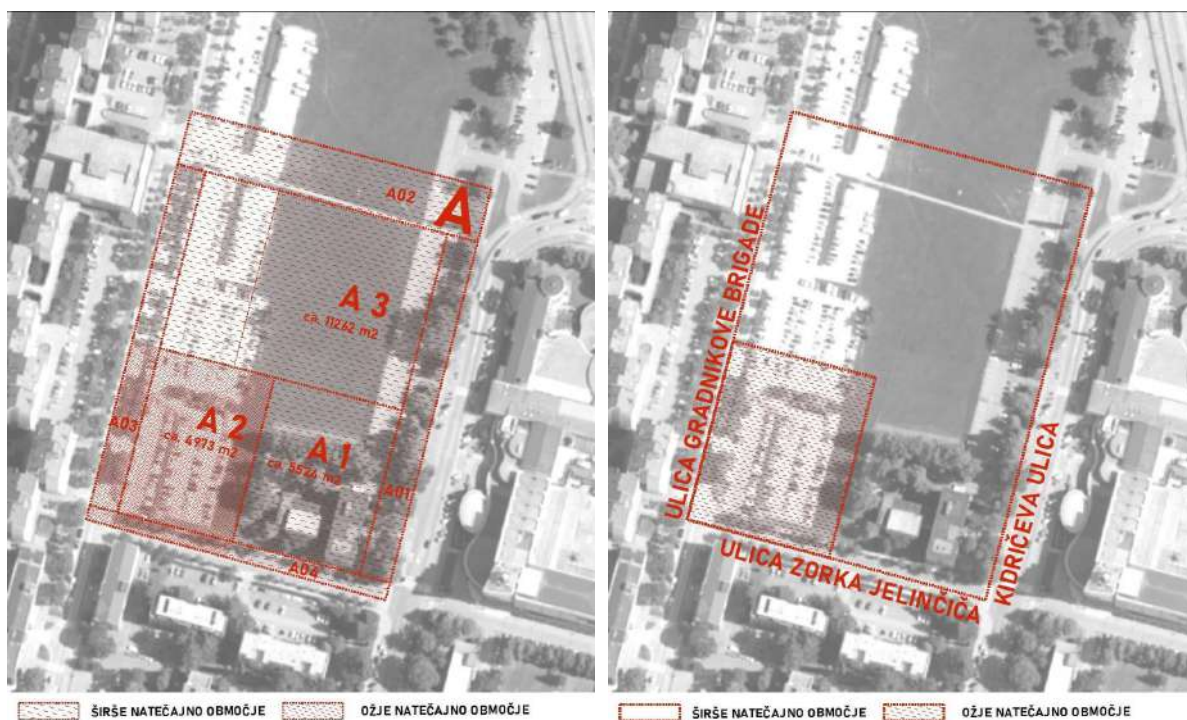 A02
A
A 3
ca. 11262 m2
A 2
ca. 4973 m2
A03
A 1
A01
A04
ŠIRŠE NATEČAJNO OBMOČJE
OŽJE NATEČAJNO OBMOČJE
ULICA GRADNIKOVE BRIGADE
KIDRIČEVA ULICA
ULICA ZORKA JELINČIČA
ŠIRŠE NATEČAJNO OBMOČJE
OŽJE NATEČAJNO OBMOČJE